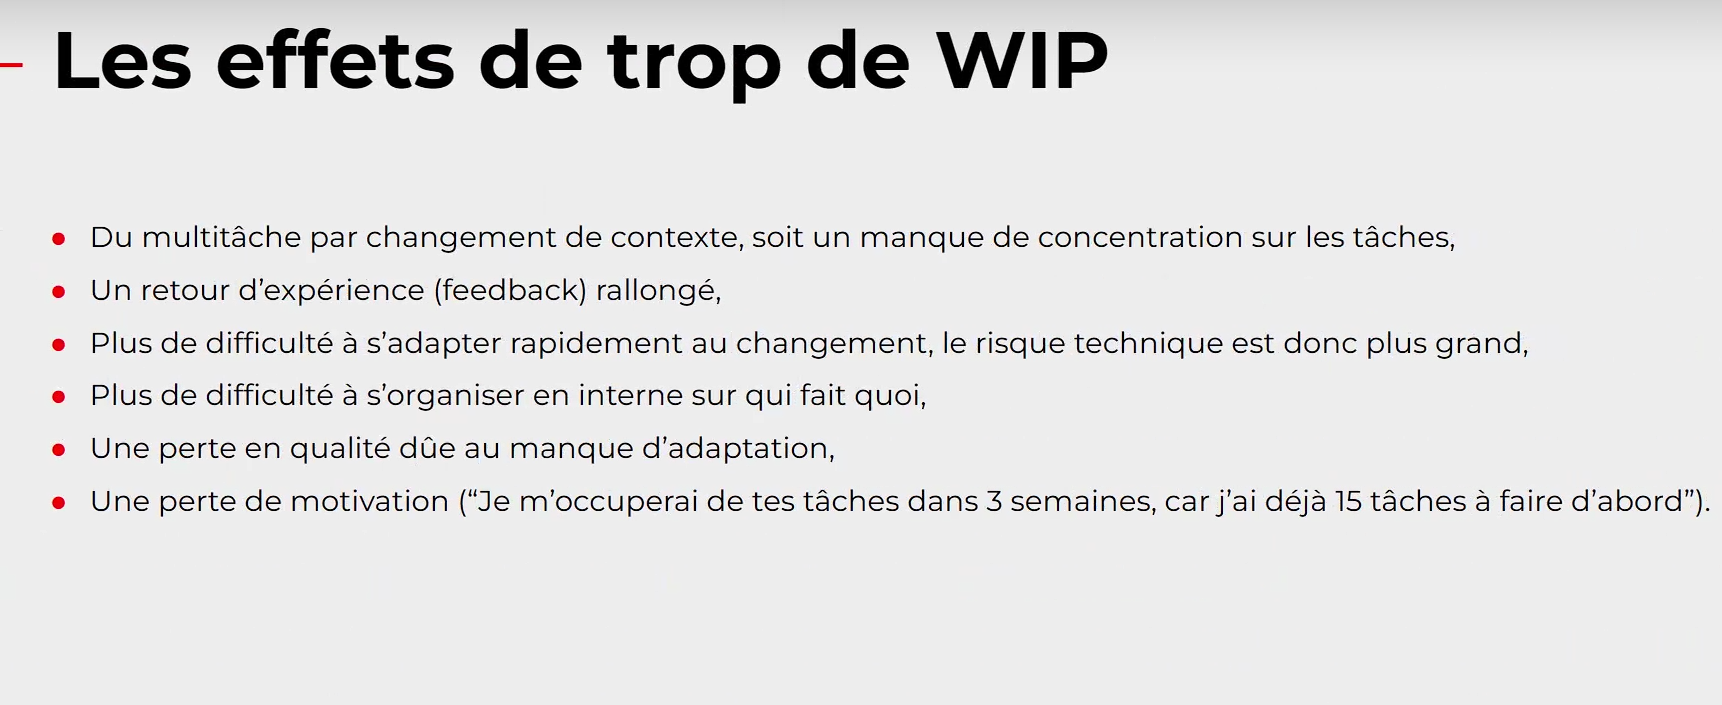 Les effets de trop de WIP
● Du multitâche par changement de contexte, soit un manque de concentration sur les tâches,
● Un retour d’expérience (feedback) rallongé,
● Plus de difficulté à s’adapter rapidement au changement, le risque technique est donc plus grand,
● Plus de difficulté à s’organiser en interne sur qui fait quoi,
● Une perte en qualité dûe au manque d’adaptation,
● Une perte de motivation (“Je m’occuperai de tes tâches dans 3 semaines, car j’ai déjà 15 tâches à faire d’abord”).